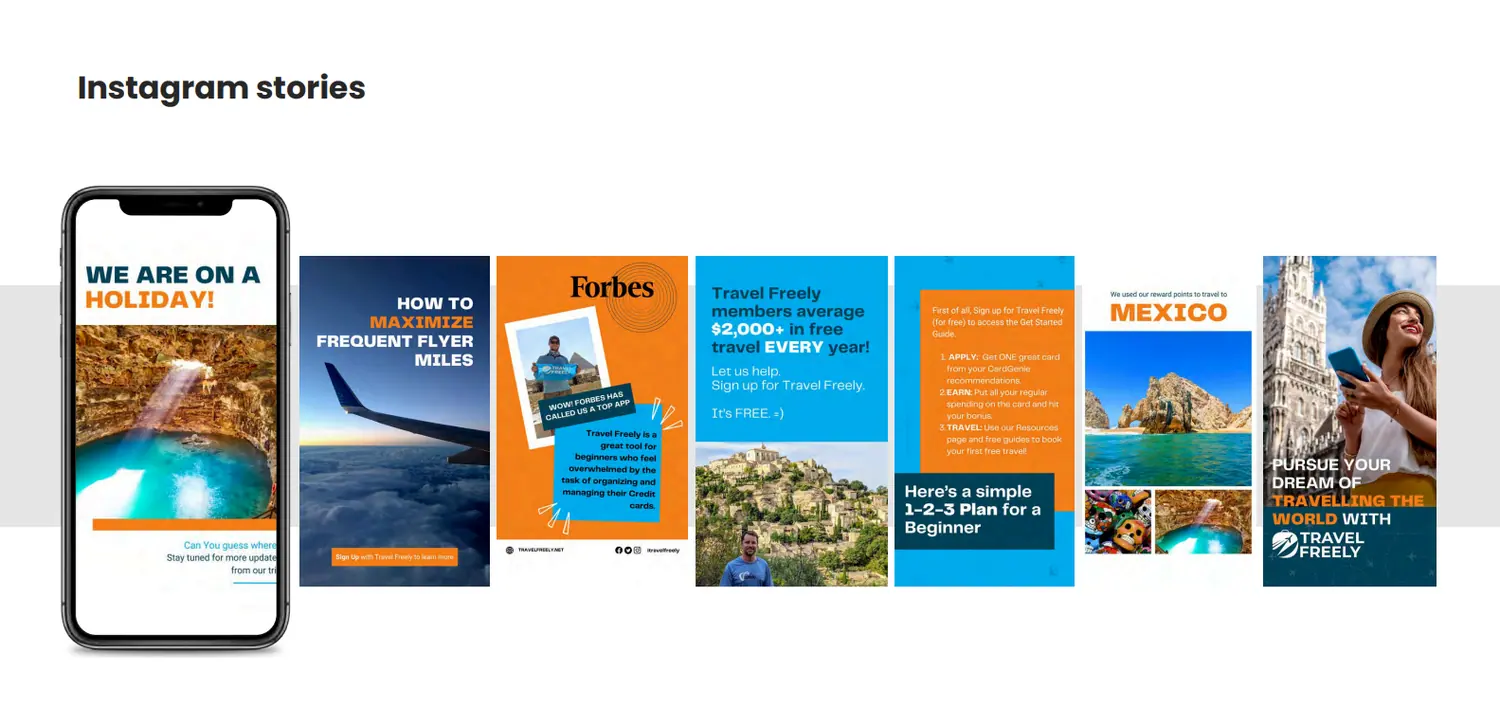 Instagram stories
WE ARE ON A
HOLIDAY!
Can You guess where
Stay tuned for more update
from our tri
HOW TO
MAXIMIZE
FREQUENT FLYER
MILES
Sign Up with Travel Freely to learn more
Forbes
TRAVEL
FREELY
WOW! FORBES HAS
CALLED US A TOP APP
Travel Freely is a
great tool for
beginners who feel
overwhelmed by the
task of organizing and
managing their Credit
cards.
TRAVELFREELY.NET
itravelfreely
Travel Freely
members average
$2,000+ in free
travel EVERY year!
Let us help.
Sign up for Travel Freely.
It's FREE. =)
First of all, Sign up for Travel Freely
(for free) to access the Get Started
Guide.
1. APPLY: Get ONE great card
from your CardGenie
recommendations.
2.EARN: Put all your regular
spending on the card and hit
your bonus.
3.TRAVEL: Use our Resources
page and free guides to book
your first free travel!
Here's a simple
1-2-3 Plan for a
Beginner
We used our reward points to travel to
MEXICO
PURSUE YOUR
DREAM OF
TRAVELLING THE
WORLD WITH
TRAVEL
FREELY